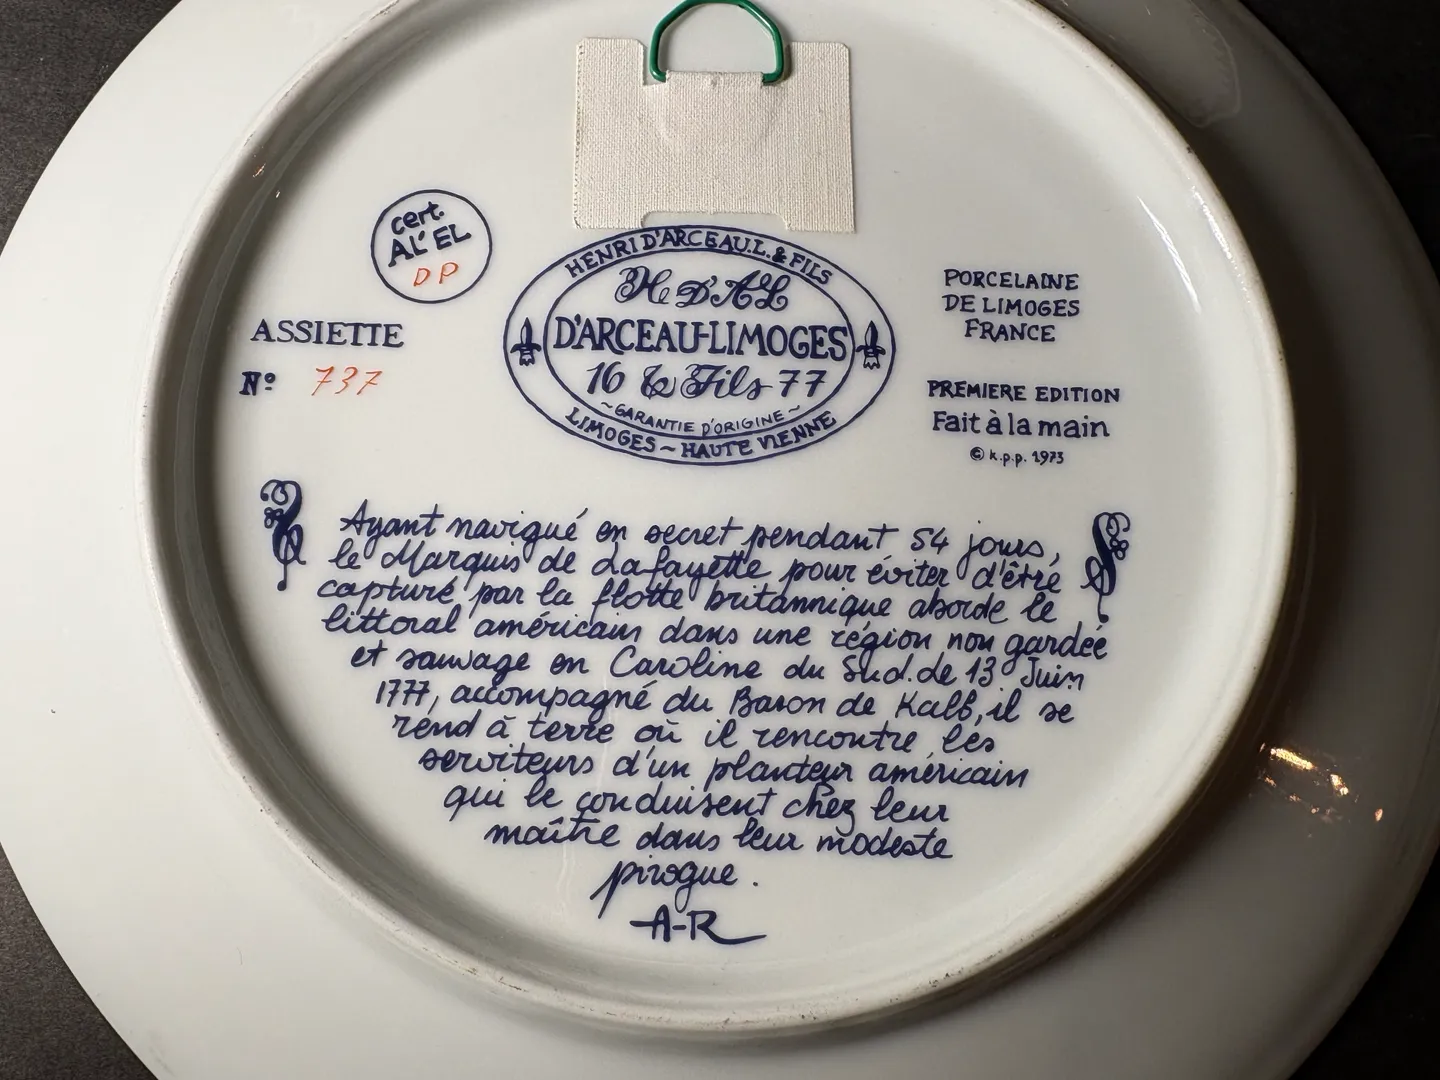 cert.
AL' EL
DP
ASSIETTE
Nº 737
HENRI D'ARCEAU.L. & FILS
H D'AL
D'ARCEAU-LIMOGES
16 & Fils 77
~GARANTIE D'ORIGINE~
LIMOGES ~ HAUTE VIENNE
PORCELAINE
DE LIMOGES
FRANCE
PREMIERE EDITION
Fait à la main
© k.p.p. 1973
Ayant navigué en secret pendant 54 jours,
le Marquis de Lafayette pour éviter d'être
capturé par la flotte britannique aborde le
littoral américain dans une région non gardée
et sauvage en Caroline du Sud. de 13 Juin
1777, accompagné du Baron de Kalb, il se
rend à terre où il rencontre les
serviteurs d'un planteur américain
qui le conduisent chez leur
maître dans leur modeste
pirogue.
A-R